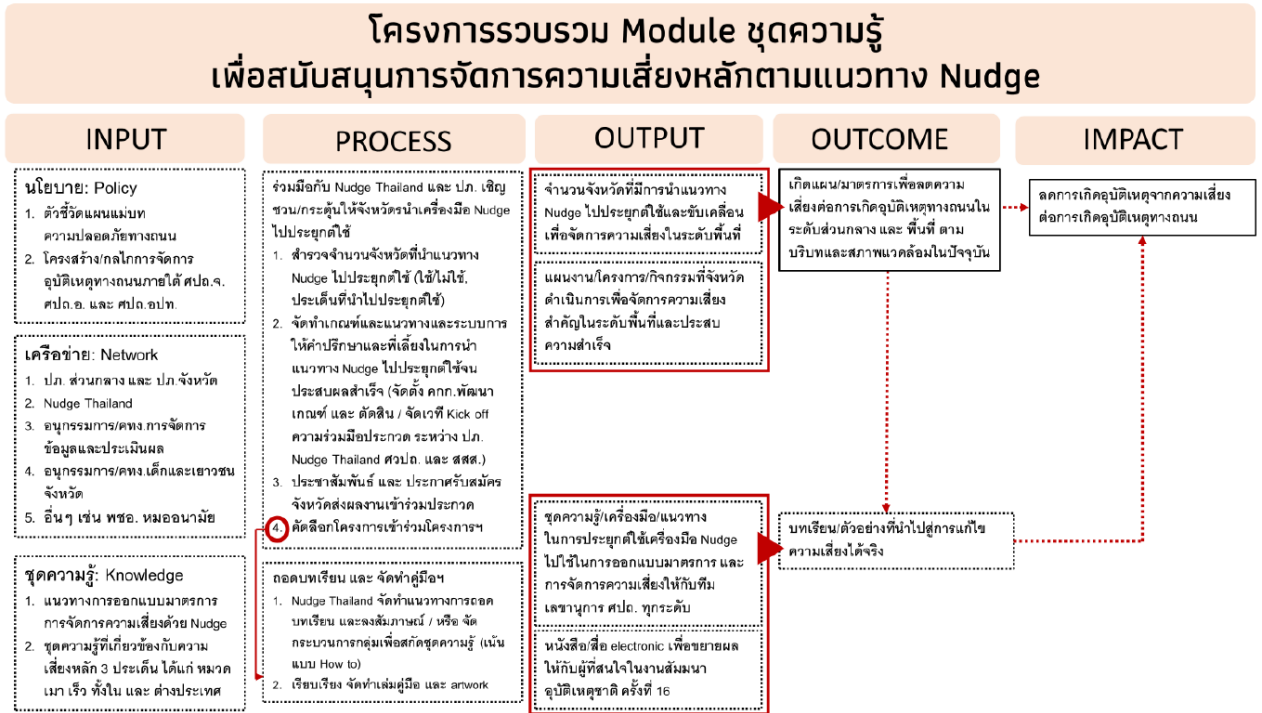 โครงการรวบรวม Module ชุดความรู้
เพื่อสนับสนุนการจัดการความเสี่ยงหลักตามแนวทาง Nudge
INPUT
นโยบาย: Policy
1. ตัวชี้วัดแผนแม่บท
ความปลอดภัยทางถนน
2. โครงสร้าง/กลไกการจัดการ
อุบัติเหตุทางถนนภายใต้ ศปถ.จ.
ศปถ.อ. และ ศปถ.อปท.
เครือข่าย: Network
1. ปภ. ส่วนกลาง และ ปภ.จังหวัด
2. Nudge Thailand
3. อนุกรรมการ/คทง.การจัดการ
ข้อมูลและประเมินผล
4. อนุกรรมการ/คทง.เด็กและเยาวชน
จังหวัด
5. อื่นๆ เช่น พชอ. หมออนามัย
ชุดความรู้: Knowledge
1. แนวทางการออกแบบมาตรการ
การจัดการความเสี่ยงด้วย Nudge
2. ชุดความรู้ที่เกี่ยวข้องกับความ
เสี่ยงหลัก 3 ประเด็น ได้แก่ หมวก
เมา เร็ว ทั้งใน และ ต่างประเทศ
PROCESS
ร่วมมือกับ Nudge Thailand และ ปภ. เชิญ
ชวน/กระตุ้นให้จังหวัดรนำเครื่องมือ Nudge
ไปประยุกต์ใช้
1. สำรวจจำนวนจังหวัดที่นำแนวทาง
Nudge ไปประยุกต์ใช้ (ใช้/ไม่ใช้,
ประเด็นที่นำไปประยุกต์ใช้)
2. จัดทำเกณฑ์และแนวทางและระบบการ
ให้คำปรึกษาและพี่เลี้ยงในการนำ
แนวทาง Nudge ไปประยุกต์ใช้จน
ประสบผลสำเร็จ (จัดตั้ง คกก.พัฒนา
เกณฑ์ และ ตัดสิน / จัดเวที Kick off
ความร่วมมือประกวด ระหว่าง ปภ.
Nudge Thailand ศวปถ. และ สสส.)
3. ประชาสัมพันธ์ และ ประกาศรับสมัคร
จังหวัดส่งผลงานเข้าร่วมประกวด
4. คัดลือกโครงการเข้าร่วมโครงการฯ
ถอดบทเรียน และ จัดทำคู่มือฯ
1. Nudge Thailand จัดทำแนวทางการถอด
บทเรียน และลงสัมภาษณ์ / หรือ จัด
กระบวนการกลุ่มเพื่อสกัดชุดความรู้ (เน้น
แบบ How to)
2. เรียบเรียง จัดทำเล่มคู่มือ และ artwork
OUTPUT
จำนวนจังหวัดที่มีการนำแนวทาง
Nudge ไปประยุกต์ใช้และขับเคลื่อน
เพื่อจัดการความเสี่ยงในระดับพื้นที่
แผนงาน/โครงการ/กิจกรรมที่จังหวัด
ดำเนินการเพื่อจัดการความเสี่ยง
สำคัญในระดับพื้นที่และประสบ
ความสำเร็จ
ชุดความรู้/เครื่องมือ/แนวทาง
ในการประยุกต์ใช้เครื่องมือ Nudge
ไปใช้ในการออกแบบมาตรการ และ
การจัดการความเสี่ยงให้กับทีม
เลขานุการ ศปถ. ทุกระดับ
หนังสือ/สื่อ electronic เพื่อขยายผล
ให้กับผู้ที่สนใจในงานสัมมนา
อุบัติเหตุชาติ ครั้งที่ 16
OUTCOME
เกิดแผน/มาตรการเพื่อลดความ
เสี่ยงต่อการเกิดอุบัติเหตุทางถนนใน
ระดับส่วนกลาง และ พื้นที่ ตาม
บริบทและสภาพแวดล้อมในปัจจุบัน
บทเรียน/ตัวอย่างที่นำไปสู่การแก้ไข
ความเสี่ยงได้จริง
IMPACT
ลดการเกิดอุบัติเหตุจากความเสี่ยง
ต่อการเกิดอุบัติเหตุทางถนน